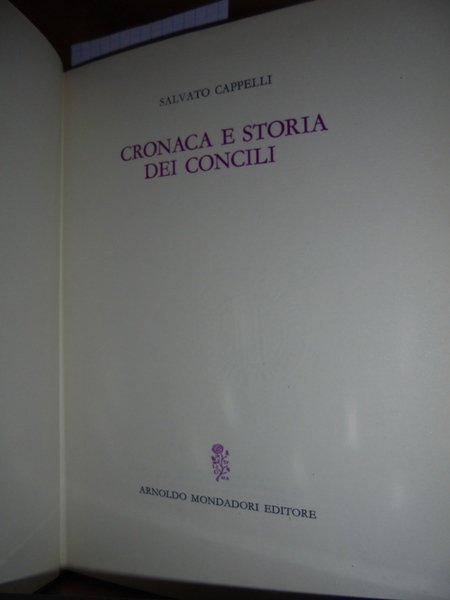 SALVATO CAPPELLI
CRONACA E STORIA
DEI CONCILI
ARNOLDO MONDADORI EDITORE